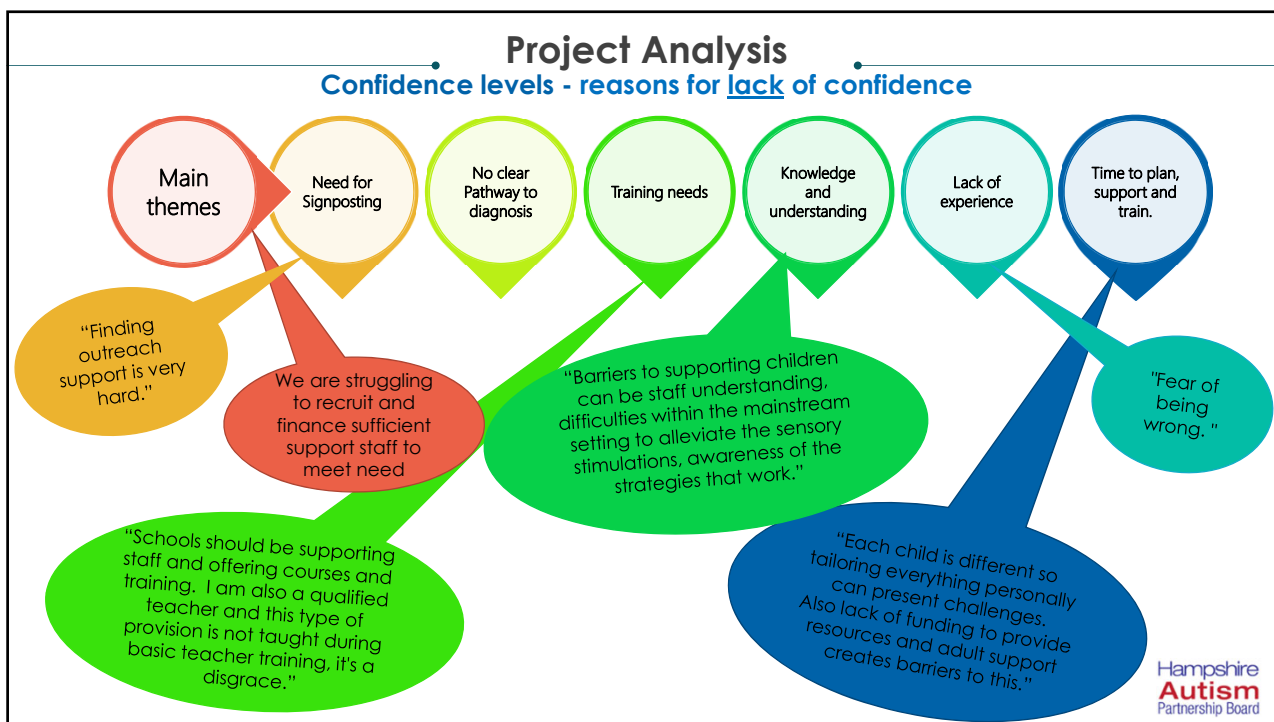 Project Analysis
Confidence levels - reasons for lack of confidence
Main
themes
Need for
Signposting
No clear
Pathway to
diagnosis
Training needs
Knowledge
and
understanding
Lack of
experience
Time to plan,
support and
train.
“Finding
outreach
support is very
hard.”
We are struggling
to recruit and
finance sufficient
support staff to
meet need
“Schools should be supporting
staff and offering courses and
training.  I am also a qualified
teacher and this type of
provision is not taught during
basic teacher training, it's a
disgrace.”
“Barriers to supporting children
can be staff understanding,
difficulties within the mainstream
setting to alleviate the sensory
stimulations, awareness of the
strategies that work.”
"Fear of
being
wrong. "
“Each child is different so
tailoring everything personally
can present challenges.
Also lack of funding to provide
resources and adult support
creates barriers to this.”
Hampshire
Autism
Partnership Board